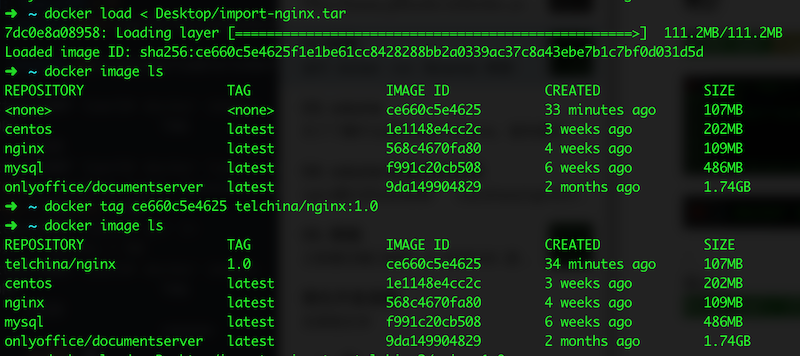 ➜ ~ docker load < Desktop/import-nginx.tar
7dc0e8a08958: Loading layer [==================================================>] 111.2MB/111.2MB
Loaded image ID: sha256:ce660c5e4625f1e1be61cc8428288bb2a0339ac37c8a43ebe7b1c7bf0d031d5d
➜ ~ docker image ls
REPOSITORY TAG IMAGE ID CREATED SIZE
<none> <none> ce660c5e4625 33 minutes ago 107MB
centos latest 1e1148e4cc2c 3 weeks ago 202MB
nginx latest 568c4670fa80 4 weeks ago 109MB
mysql latest f991c20cb508 6 weeks ago 486MB
onlyoffice/documentserver latest 9da149904829 2 months ago 1.74GB
➜ ~ docker tag ce660c5e4625 telchina/nginx:1.0
➜ ~ docker image ls
REPOSITORY TAG IMAGE ID CREATED SIZE
telchina/nginx 1.0 ce660c5e4625 34 minutes ago 107MB
centos latest 1e1148e4cc2c 3 weeks ago 202MB
nginx latest 568c4670fa80 4 weeks ago 109MB
mysql latest f991c20cb508 6 weeks ago 486MB
onlyoffice/documentserver latest 9da149904829 2 months ago 1.74GB